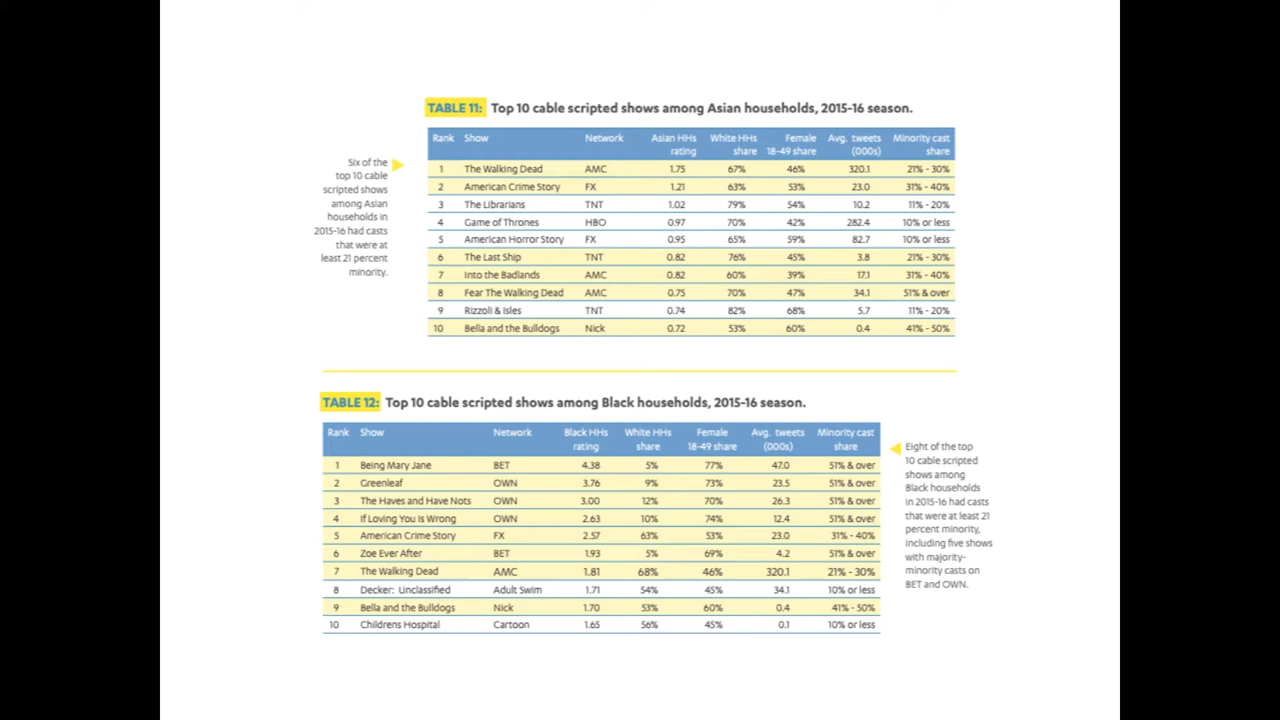 TABLE 11: Top 10 cable scripted shows among Asian households, 2015-16 season.
Six of the
top 10 cable
scripted shows
among Asian
households in
2015-16 had casts
that were at
least 21 percent
minority.
Rank Show Network Asian HHs rating White HHs share Female 18-49 share Avg. tweets (000s) Minority cast share
1 The Walking Dead AMC 1.75 67% 46% 320.1 21% - 30%
2 American Crime Story FX 1.21 63% 53% 23.0 31% - 40%
3 The Librarians TNT 1.02 79% 54% 10.2 11% - 20%
4 Game of Thrones HBO 0.97 70% 42% 282.4 10% or less
5 American Horror Story FX 0.95 65% 59% 82.7 10% or less
6 The Last Ship TNT 0.82 76% 45% 3.8 21% - 30%
7 Into the Badlands AMC 0.82 60% 39% 17.1 31% - 40%
8 Fear The Walking Dead AMC 0.75 70% 47% 34.1 51% & over
9 Rizzoli & Isles TNT 0.74 82% 68% 5.7 11% - 20%
10 Bella and the Bulldogs Nick 0.72 53% 60% 0.4 41% - 50%
TABLE 12: Top 10 cable scripted shows among Black households, 2015-16 season.
Rank Show Network Black HHs rating White HHs share Female 18-49 share Avg. tweets (000s) Minority cast share
1 Being Mary Jane BET 4.38 5% 77% 47.0 51% & over
2 Greenleaf OWN 3.76 9% 73% 23.5 51% & over
3 The Haves and Have Nots OWN 3.00 12% 70% 26.3 51% & over
4 If Loving You Is Wrong OWN 2.63 10% 74% 12.4 51% & over
5 American Crime Story FX 2.57 63% 53% 23.0 31% - 40%
6 Zoe Ever After BET 1.93 5% 69% 4.2 51% & over
7 The Walking Dead AMC 1.81 68% 46% 320.1 21% - 30%
8 Decker: Unclassified Adult Swim 1.71 54% 45% 34.1 10% or less
9 Bella and the Bulldogs Nick 1.70 53% 60% 0.4 41% - 50%
10 Childrens Hospital Cartoon 1.65 56% 45% 0.1 10% or less
Eight of the top
10 cable scripted
shows among
Black households
in 2015-16 had casts
that were at least 21
percent minority,
including five shows
with majority-
minority casts on
BET and OWN.